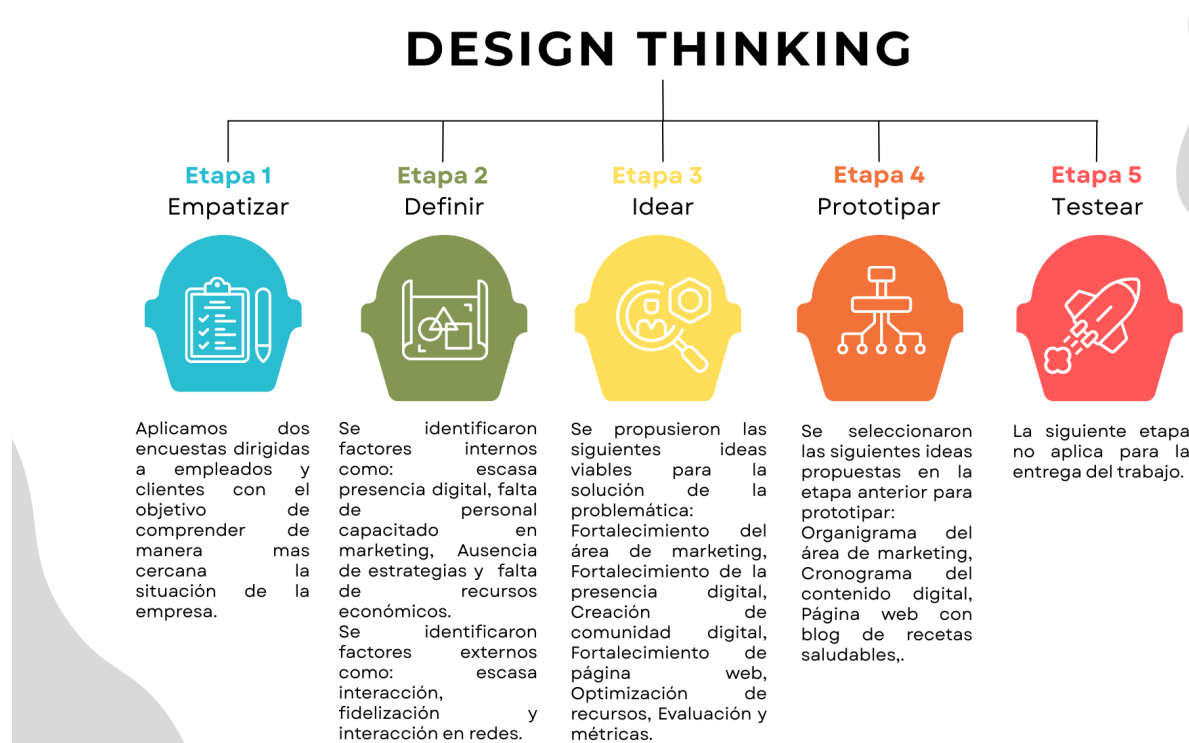 DESIGN THINKING
Etapa 1
Empatizar
Aplicamos dos
encuestas dirigidas
a empleados y
clientes con el
objetivo de
comprender de
manera mas
cercana la
situación de la
empresa.
Etapa 2
Definir
Se identificaron
factores internos
como: escasa
presencia digital, falta
de personal
capacitado en
marketing, Ausencia
de estrategias y falta
de recursos
económicos.
Se identificaron
factores externos
como: escasa
interacción,
fidelización y
interacción en redes.
Etapa 3
Idear
Se propusieron las
siguientes ideas
viables para la
solución de la
problemática:
Fortalecimiento del
área de marketing,
Fortalecimiento de la
presencia digital,
Creación de
comunidad digital,
Fortalecimiento de
página web,
Optimización de
recursos, Evaluación y
métricas.
Etapa 4
Prototipar
Se seleccionaron
las siguientes ideas
propuestas en la
etapa anterior para
prototipar:
Organigrama del
área de marketing,
Cronograma del
contenido digital,
Página web con
blog de recetas
saludables,.
Etapa 5
Testear
La siguiente etapa
no aplica para la
entrega del trabajo.